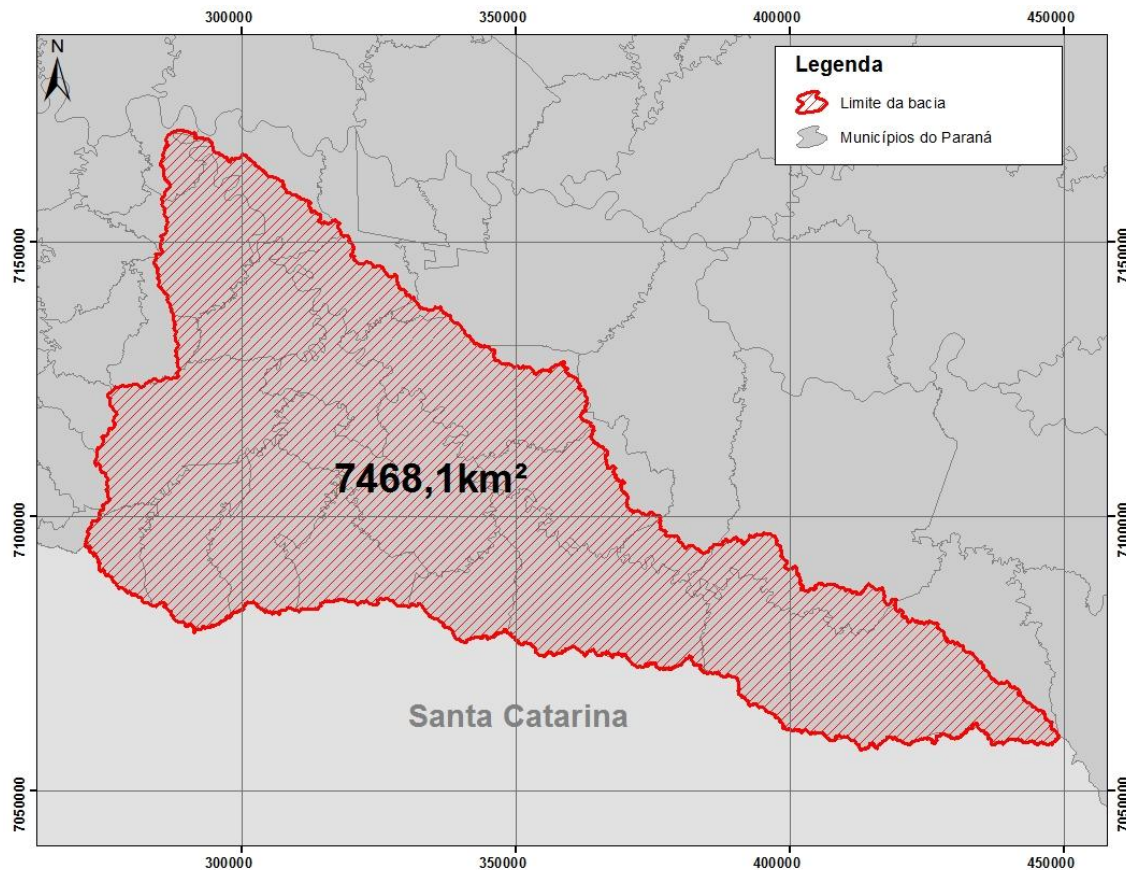 300000 350000 400000 450000
N
Legenda
Limite da bacia
Municípios do Paraná
7150000 7150000
7468,1km²
7100000 7100000
Santa Catarina
7050000 7050000
300000 350000 400000 450000